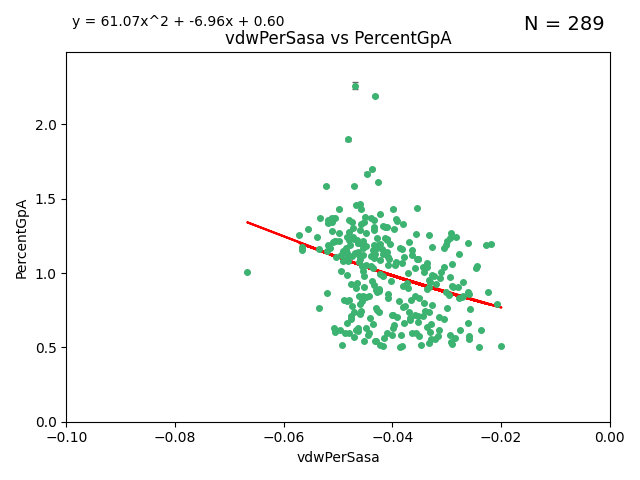 y = 61.07x^2 + -6.96x + 0.60
N = 289
vdwPerSasa vs PercentGpA
PercentGpA
2.0
1.5
1.0
0.5
0.0
−0.10 −0.08 −0.06 −0.04 −0.02 0.00
vdwPerSasa